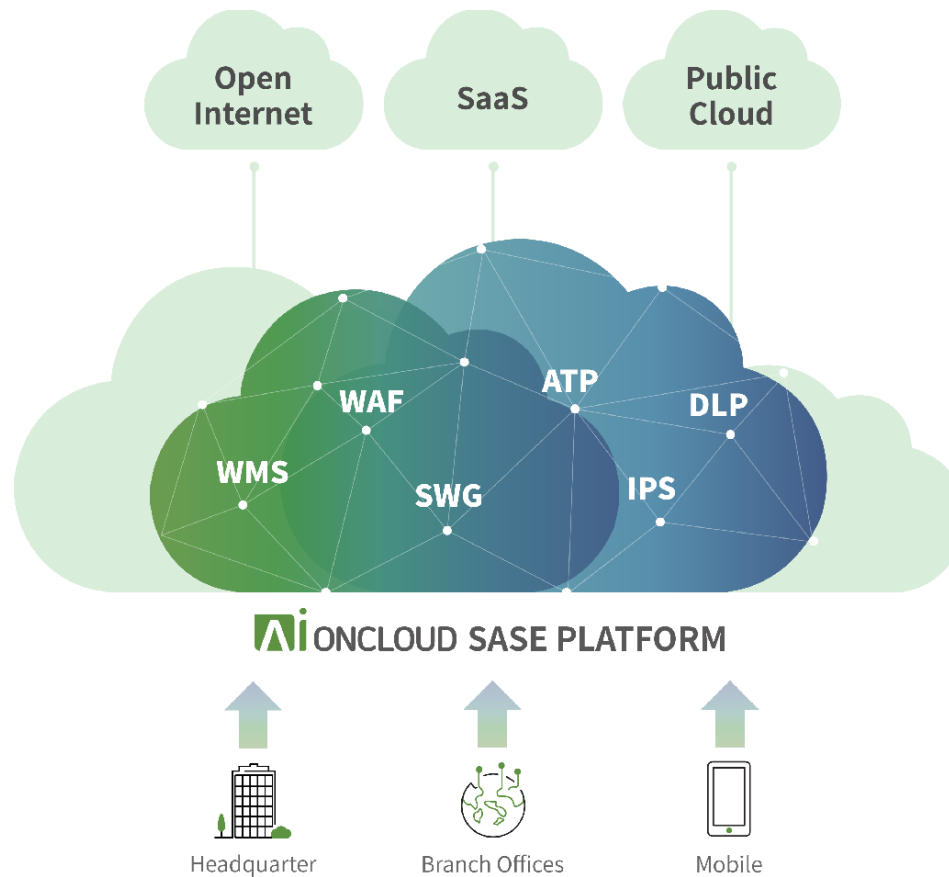 Open
Internet
SaaS
Public
Cloud
ATP
WAF
DLP
WMS
SWG
IPS
Ai ONCLOUD SASE PLATFORM
Headquarter
Branch Offices
Mobile